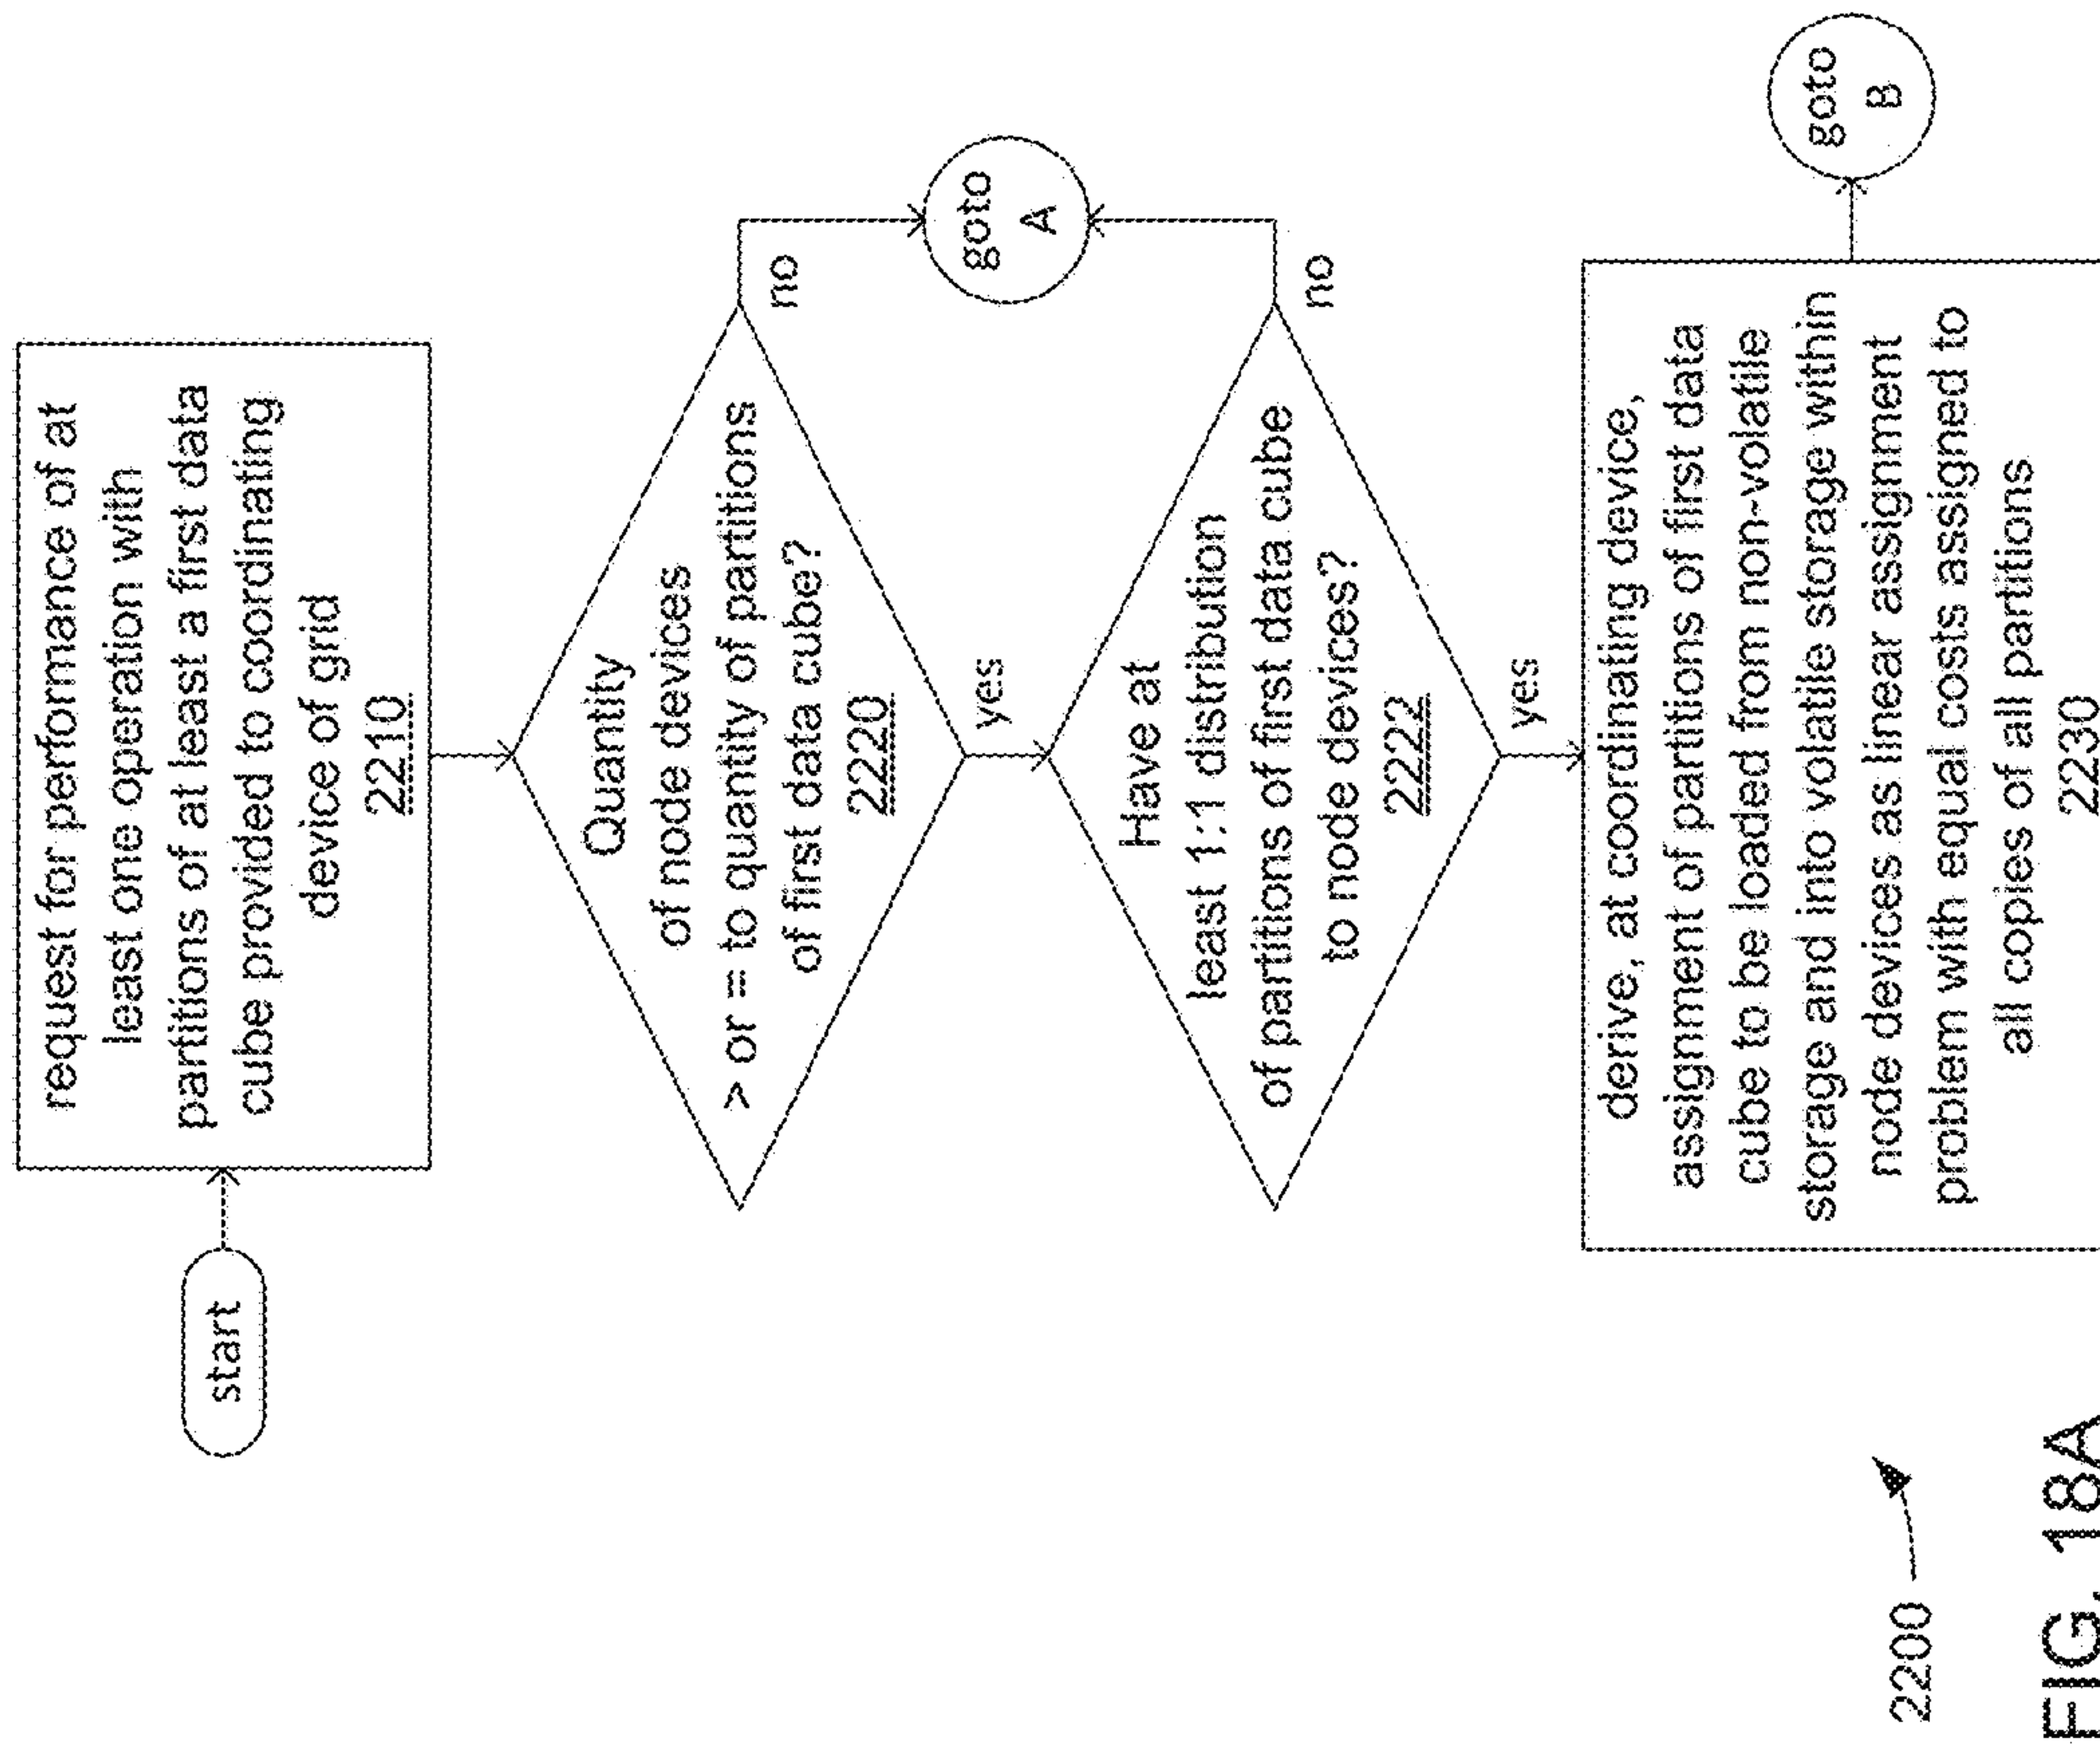 start
request for performance of at
least one operation with
partitions of at least a first data
cube provided to coordinating
device of grid
2210
Quantity
of node devices
> or = to quantity of partitions
of first data cube?
2220
no
yes
goto
A
Have at
least 1:1 distribution
of partitions of first data cube
to node devices?
2222
no
yes
derive, at coordinating device,
assignment of partitions of first data
cube to be loaded from non-volatile
storage and into volatile storage within
node devices as linear assignment
problem with equal costs assigned to
all copies of all partitions
2230
goto
B
2200
FIG. 18A